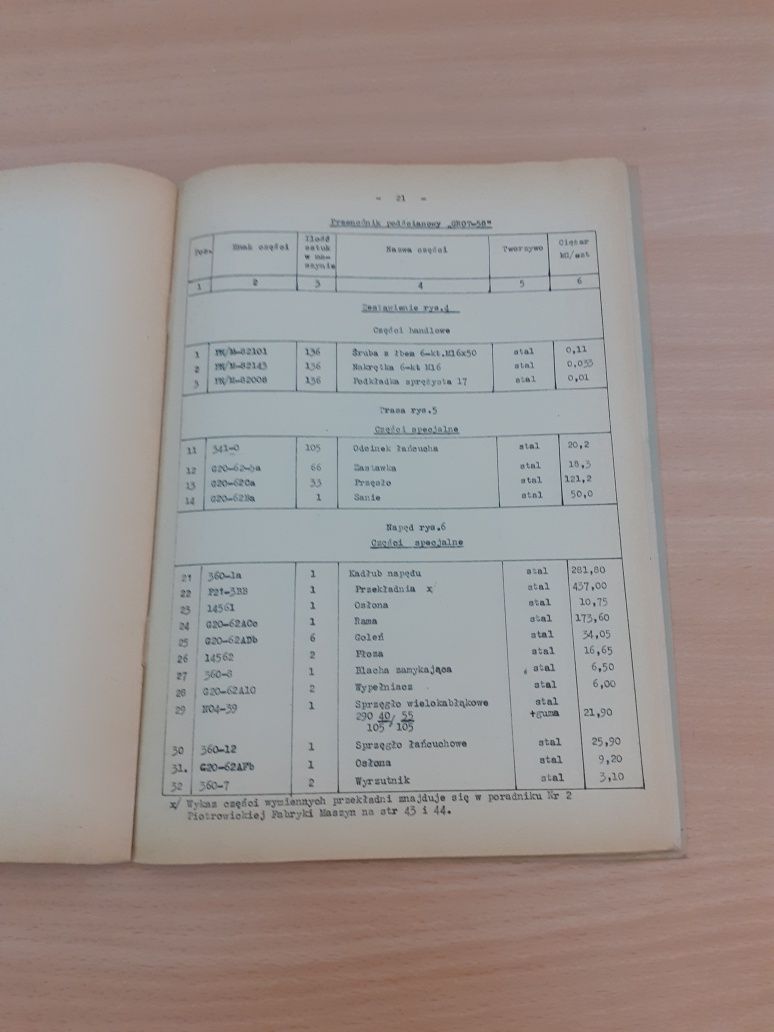 - 21 -
Przenośnik podścianowy „GROT-58"
Poz. Znak części Ilość sztuk w ma- szynie Nazwa części Tworzywo Ciężar kG/szt
1 2 3 4 5 6
Zestawienie rys.4
Części handlowe
1 PN/M-82101 136 Śruba z łbem 6-kt.M16x50 stal 0,11
2 PN/M-82143 136 Nakrętka 6-kt M16 stal 0,033
3 PN/M-82008 136 Podkładka sprężysta 17 stal 0,01
Trasa rys.5
Części specjalne
11 341-0 105 Odcinek łańcucha stal 20,2
12 G20-62-5a 66 Zastawka stal 18,3
13 G20-62Ca 33 Przęsło stal 121,2
14 G20-62Na 1 Sanie stal 50,0
Napęd rys.6
Części specjalne
21 360-1a 1 Kadłub napędu stal 281,80
22 P21-3BB 1 Przekładnia x/ stal 457,00
23 14561 1 Osłona stal 10,75
24 G20-62ACo 1 Rama stal 173,60
25 G20-62ADb 6 Goleń stal 34,05
26 14562 2 Płoza stal 16,65
27 360-8 1 Blacha zamykająca stal 6,50
28 G20-62A10 2 Wypełniacz stal 6,00
29 N04-39 1 Sprzęgło wielokabłąkowe stal
290 40/105 / 55/105 +guma 21,90
30 360-12 1 Sprzęgło łańcuchowe stal 25,90
31. G20-62AFb 1 Osłona stal 9,20
32 360-7 2 Wyrzutnik stal 3,10
x/ Wykaz części wymiennych przekładni znajduje się w poradniku Nr 2
Piotrowickiej Fabryki Maszyn na str 43 i 44.